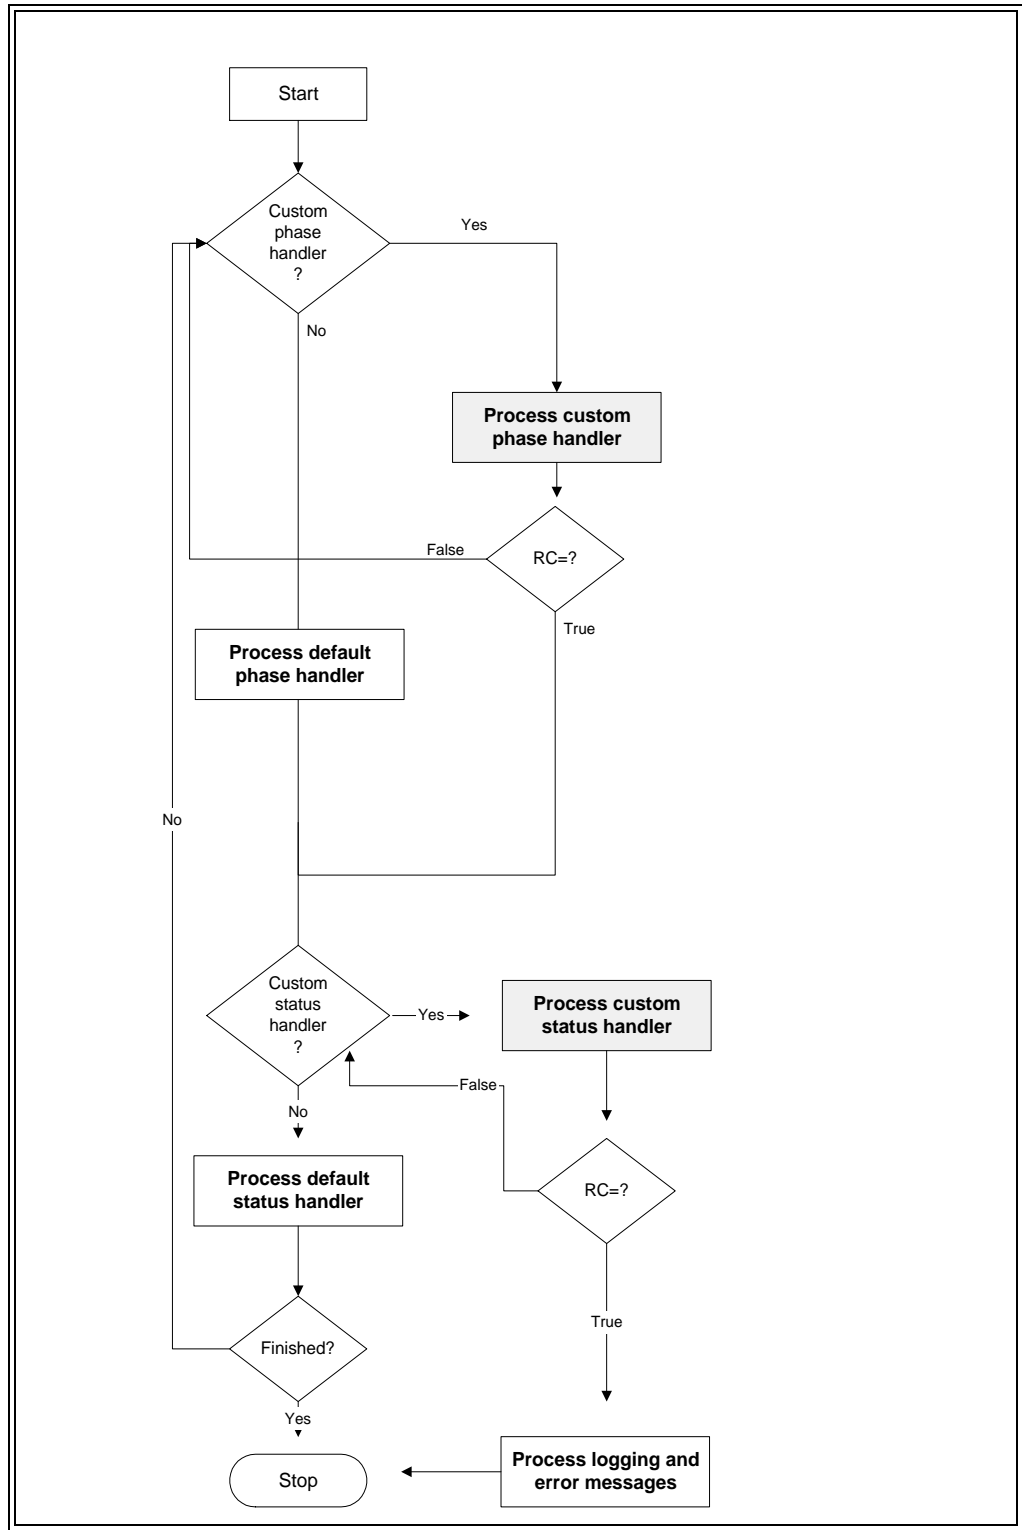 Start
Custom
phase
handler
?
Yes
No
Process custom
phase handler
False
RC=?
True
Process default
phase handler
No
Custom
status
handler
?
Yes
Process custom
status handler
False
No
Process default
status handler
RC=?
True
Finished?
Yes
Stop
Process logging and
error messages